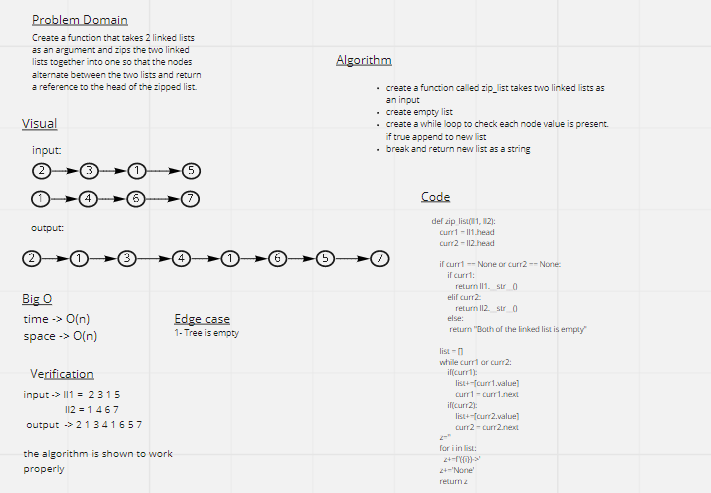 Problem Domain
Create a function that takes 2 linked lists
as an argument and zips the two linked
lists together into one so that the nodes
alternate between the two lists and return
a reference to the head of the zipped list.
Visual
input:
2 3 1 5
1 4 6 7
output:
2 1 3 4 1 6 5 7
Big O
time -> O(n)
space -> O(n)
Edge case
1- Tree is empty
Verification
input -> ll1 = 2 3 1 5
ll2 = 1 4 6 7
output -> 2 1 3 4 1 6 5 7
the algorithm is shown to work
properly
Algorithm
• create a function called zip_list takes two linked lists as
an input
• create empty list
• create a while loop to check each node value is present.
if true append to new list
• break and return new list as a string
Code
def zip_list(ll1, ll2):
curr1 = ll1.head
curr2 = ll2.head
if curr1 == None or curr2 == None:
if curr1:
return ll1.__str__()
elif curr2:
return ll2.__str__()
else:
return "Both of the linked list is empty"
list = []
while curr1 or curr2:
if(curr1):
list+=[curr1.value]
curr1 = curr1.next
if(curr2):
list+=[curr2.value]
curr2 = curr2.next
z=''
for i in list:
z+=f'({i})->'
z+='None'
return z